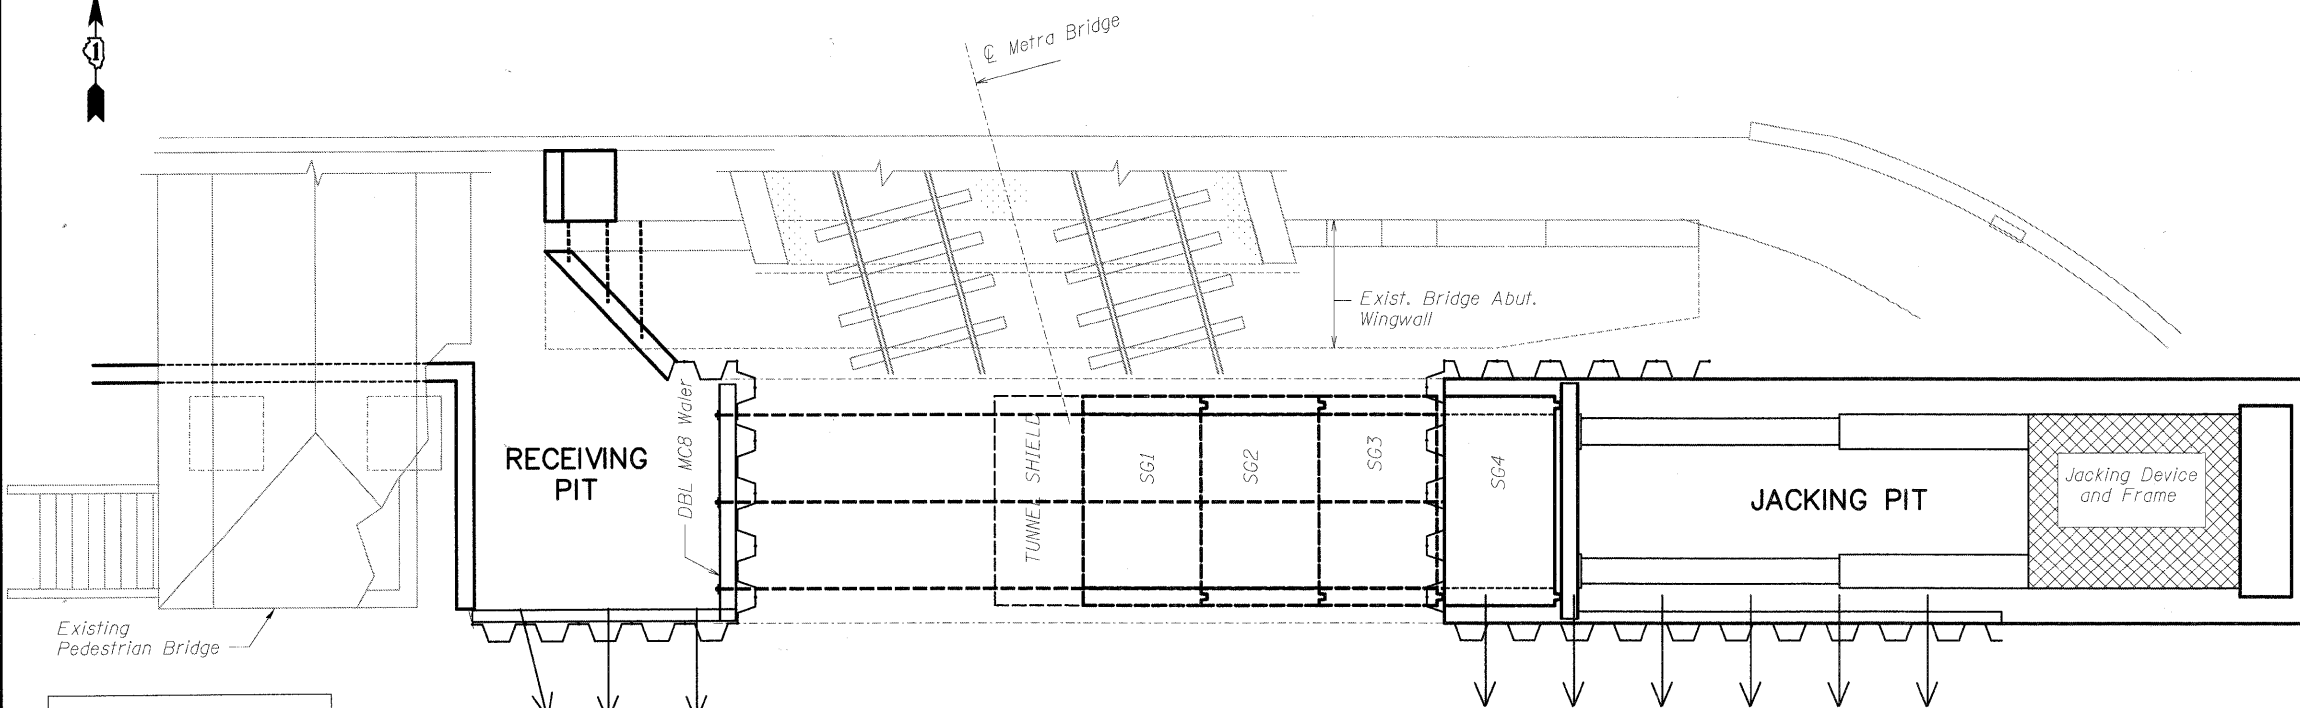 1
℄ Metra Bridge
Exist. Bridge Abut.
Wingwall
RECEIVING
PIT
DBL MC8 Waler
TUNNEL SHIELD
SG1
SG2
SG3
SG4
JACKING PIT
Jacking Device
and Frame
Existing
Pedestrian Bridge